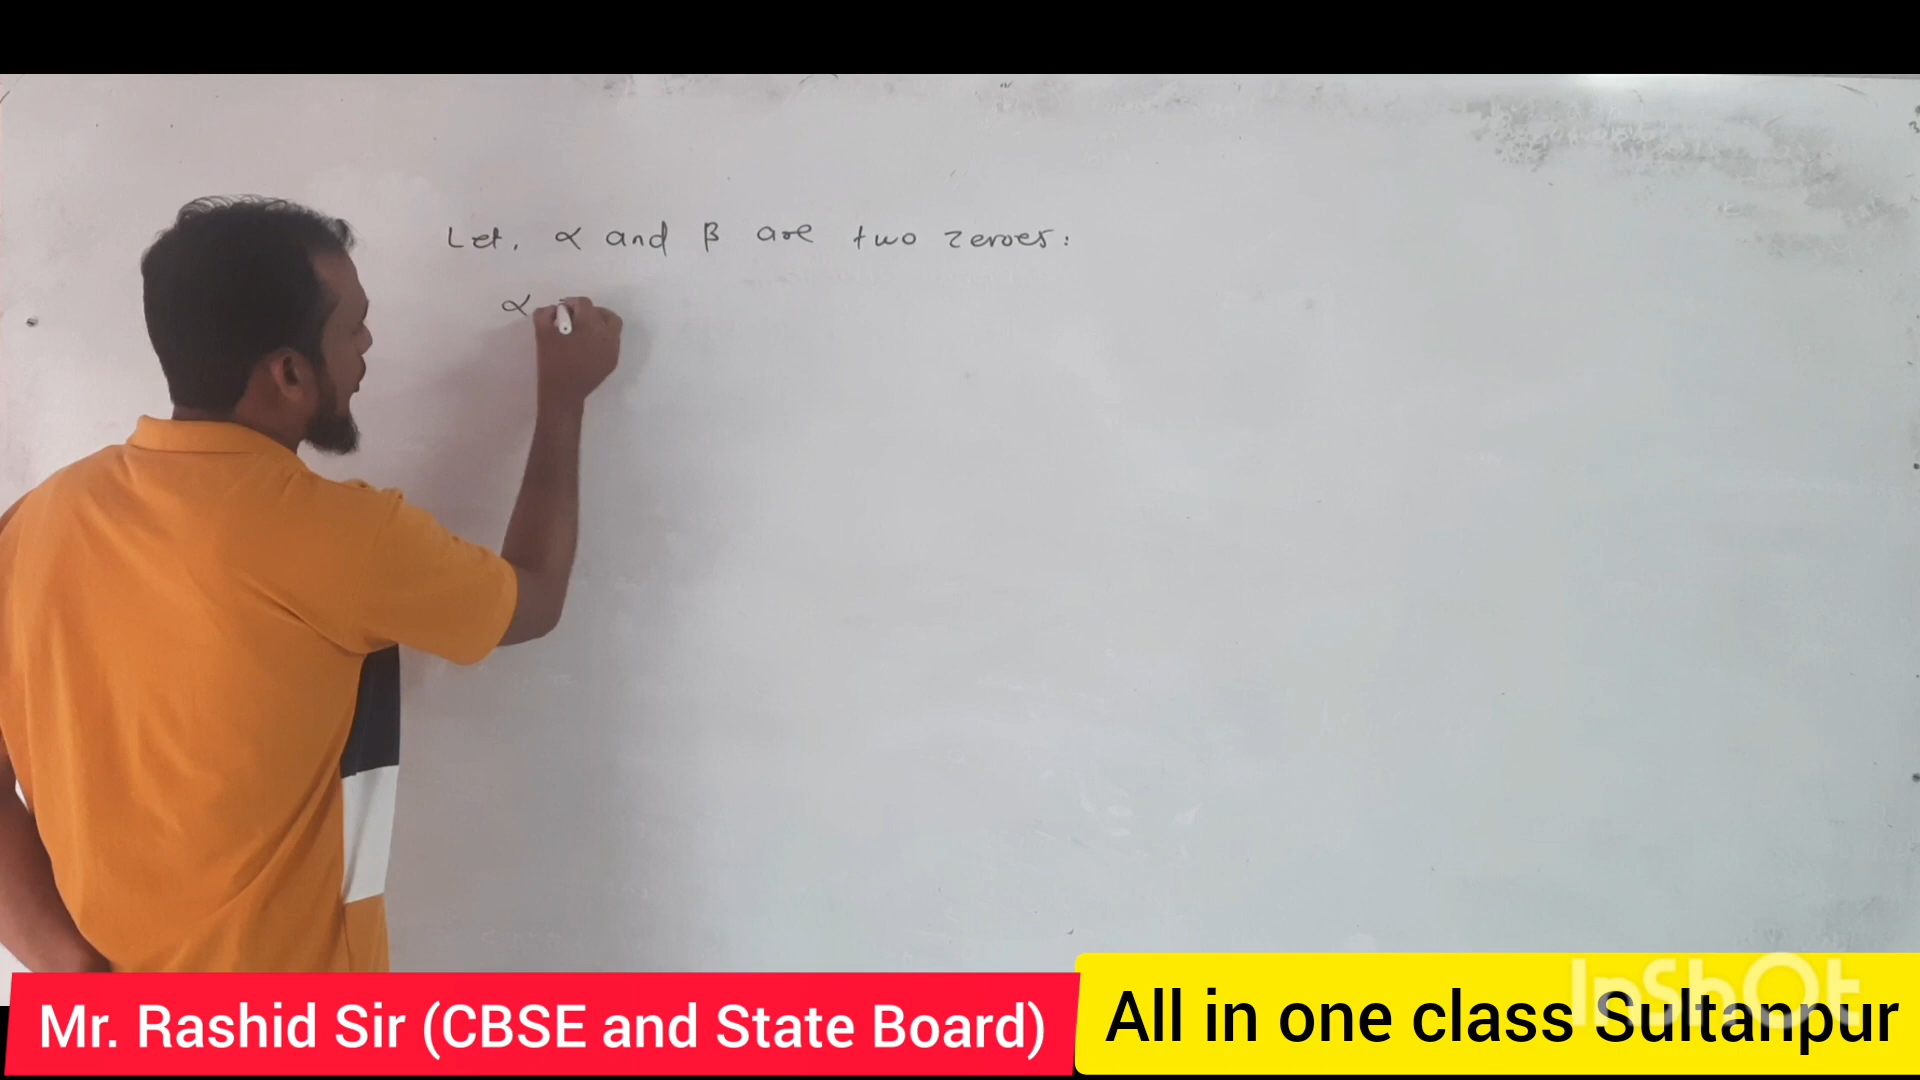 Let, α and β are two zeroes:
α
Mr. Rashid Sir (CBSE and State Board)
All in one class Sultanpur
InShOt